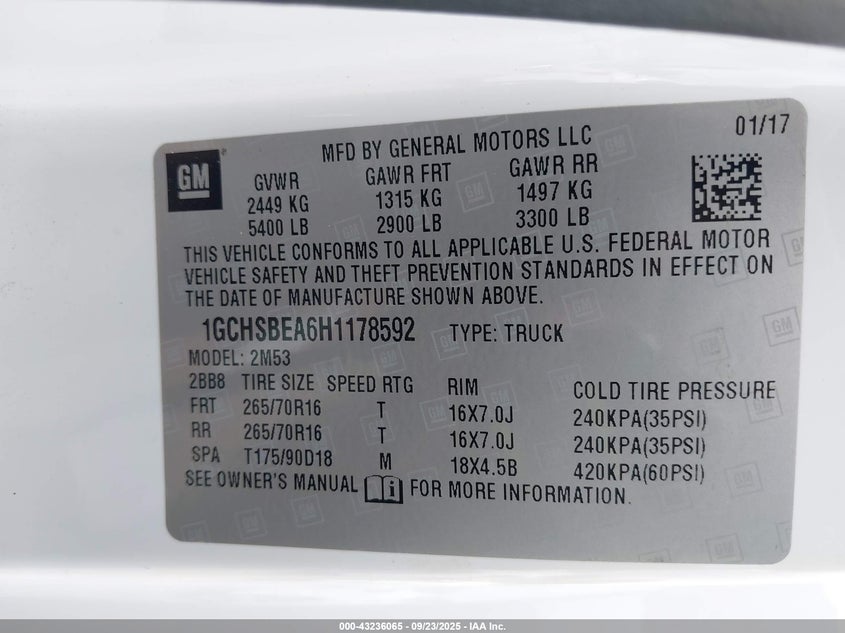 01/17
MFD BY GENERAL MOTORS LLC
GM
GVWR GAWR FRT GAWR RR
2449 KG 1315 KG 1497 KG
5400 LB 2900 LB 3300 LB
THIS VEHICLE CONFORMS TO ALL APPLICABLE U.S. FEDERAL MOTOR
VEHICLE SAFETY AND THEFT PREVENTION STANDARDS IN EFFECT ON
THE DATE OF MANUFACTURE SHOWN ABOVE.
1GCHSBEA6H1178592 TYPE: TRUCK
MODEL: 2M53
2BB8 TIRE SIZE SPEED RTG RIM COLD TIRE PRESSURE
FRT 265/70R16 T 16X7.0J 240KPA(35PSI)
RR 265/70R16 T 16X7.0J 240KPA(35PSI)
SPA T175/90D18 M 18X4.5B 420KPA(60PSI)
SEE OWNER'S MANUAL i FOR MORE INFORMATION.
000-43236065 - 09/23/2025 - IAA Inc.